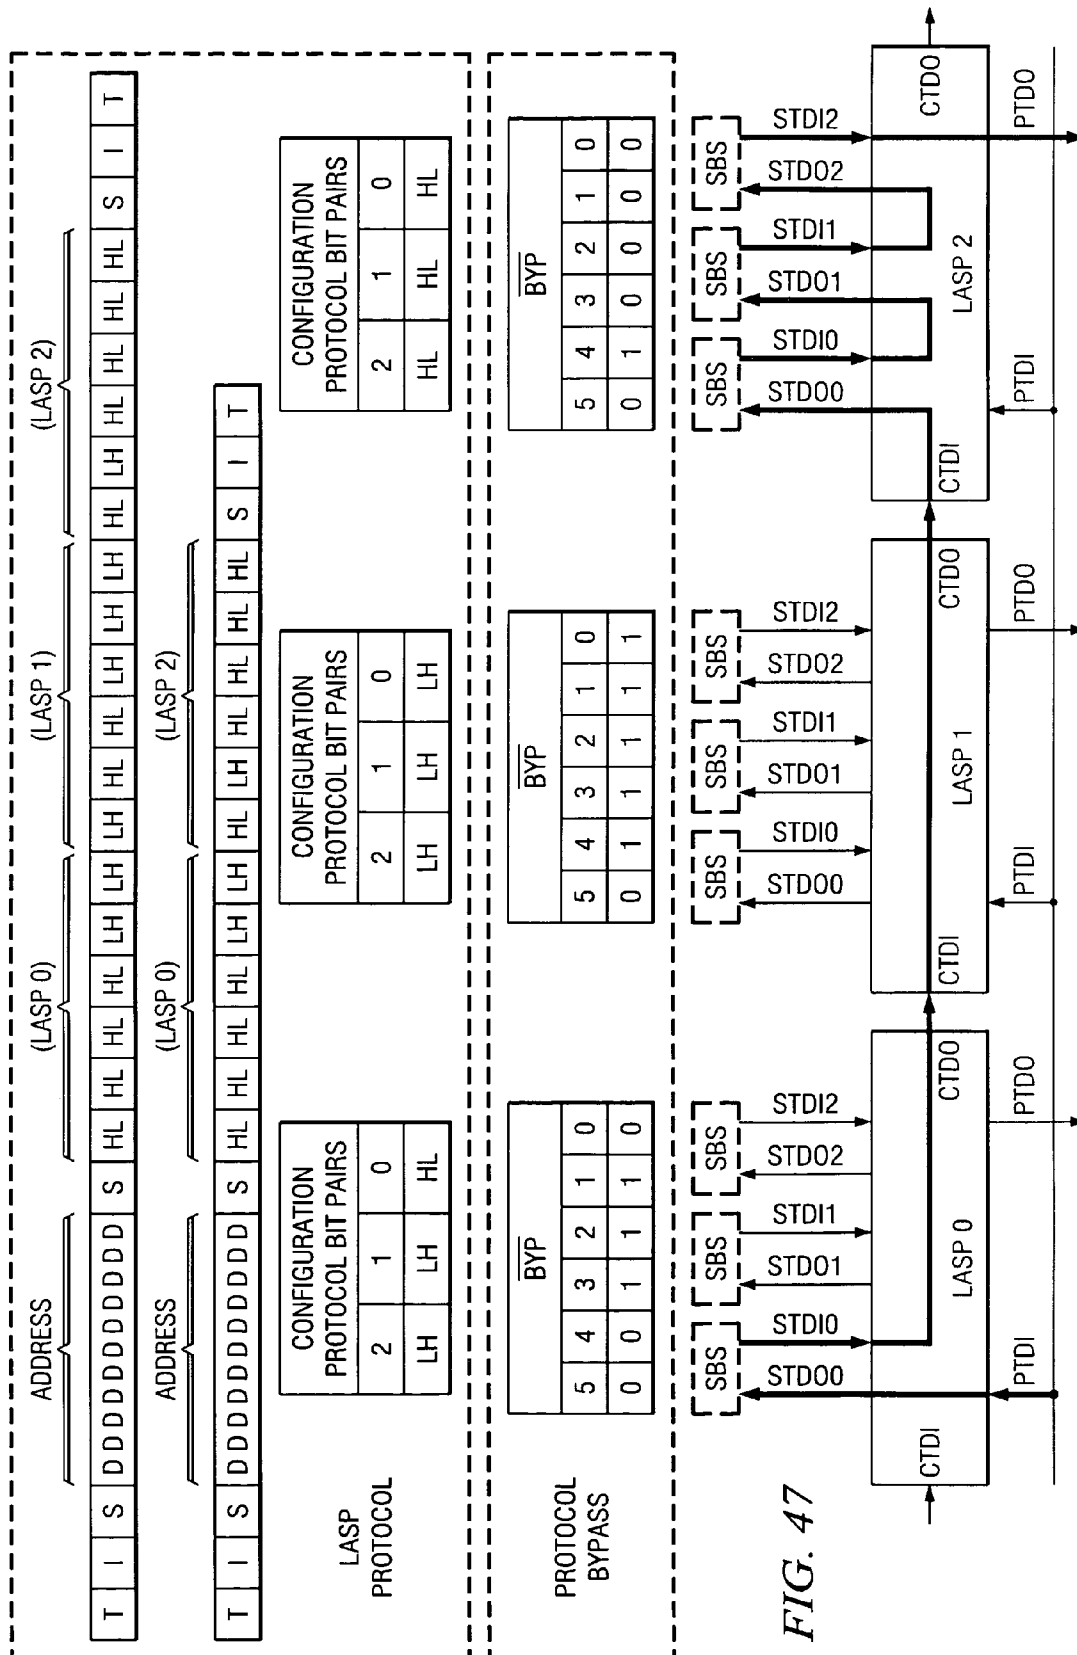 ADDRESS (LASP 0) (LASP 1) (LASP 2)
T I S D D D D D D D D S HL HL HL HL LH LH LH HL HL LH LH LH HL LH HL HL HL HL S I T
ADDRESS (LASP 0) (LASP 2)
T I S D D D D D D D D S HL HL HL HL LH LH HL LH HL HL HL HL S I T
LASP
PROTOCOL
CONFIGURATION
PROTOCOL BIT PAIRS
2 1 0
LH LH HL
CONFIGURATION
PROTOCOL BIT PAIRS
2 1 0
LH LH LH
CONFIGURATION
PROTOCOL BIT PAIRS
2 1 0
HL HL HL
PROTOCOL
BYPASS
BYP
5 4 3 2 1 0
0 0 1 1 1 0
BYP
5 4 3 2 1 0
0 1 1 1 1 1
BYP
5 4 3 2 1 0
0 1 0 0 0 0
FIG. 47
SBS SBS SBS SBS SBS SBS SBS SBS SBS
STDO0 STDI0 STDO1 STDI1 STDO2 STDI2 STDO0 STDI0 STDO1 STDI1 STDO2 STDI2 STDO0 STDI0 STDO1 STDI1 STDO2 STDI2
CTDI CTDO CTDI CTDO CTDI CTDO
LASP 0 LASP 1 LASP 2
PTDI PTDO PTDI PTDO PTDI PTDO